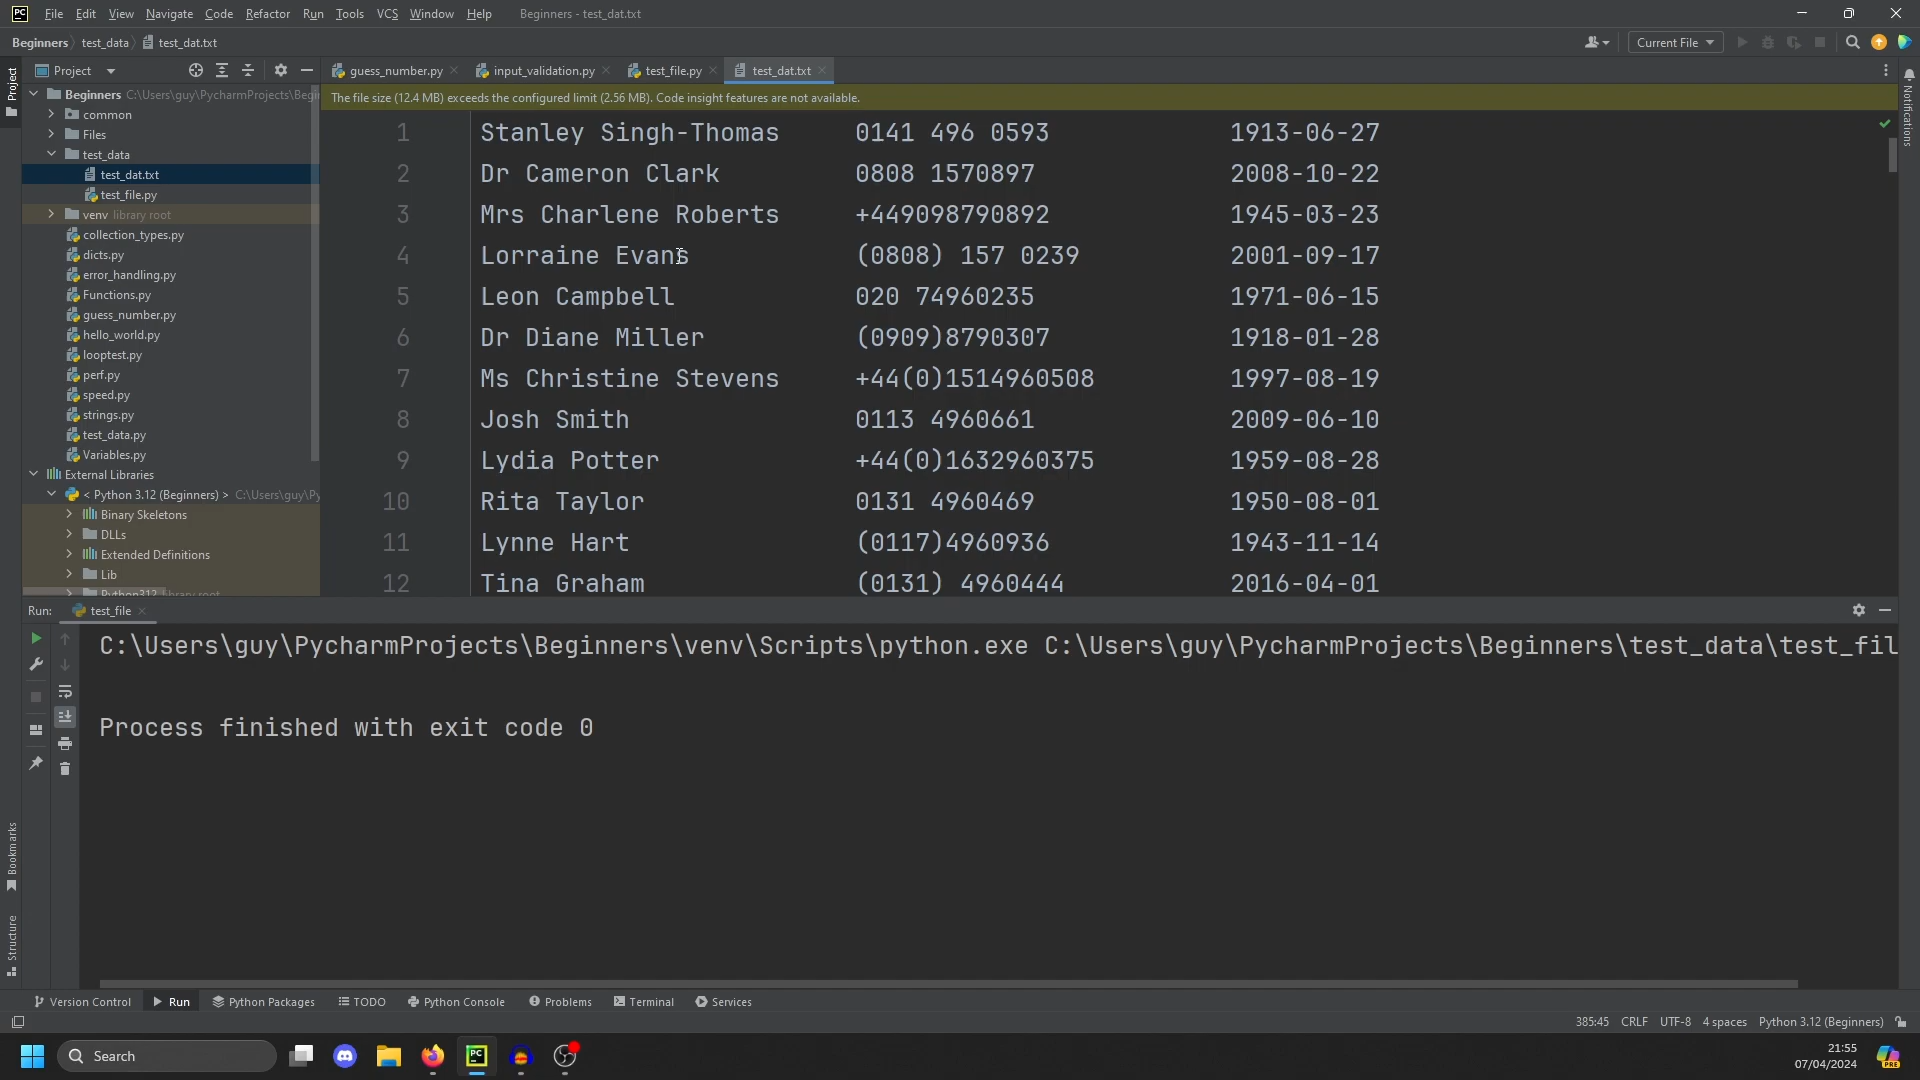 PC File Edit View Navigate Code Refactor Run Tools VCS Window Help Beginners - test_dat.txt
Beginners test_data test_dat.txt Current File
Project guess_number.py input_validation.py test_file.py test_dat.txt
Project
Notifications
Beginners C:\Users\guy\PycharmProjects\Begi
The file size (12.4 MB) exceeds the configured limit (2.56 MB). Code insight features are not available.
common
Files
test_data
test_dat.txt
test_file.py
venv library root
collection_types.py
dicts.py
error_handling.py
Functions.py
guess_number.py
hello_world.py
looptest.py
perf.py
speed.py
strings.py
test_data.py
Variables.py
External Libraries
< Python 3.12 (Beginners) > C:\Users\guy\Py
Binary Skeletons
DLLs
Extended Definitions
Lib
1 Stanley Singh-Thomas 0141 496 0593 1913-06-27
2 Dr Cameron Clark 0808 1570897 2008-10-22
3 Mrs Charlene Roberts +449098790892 1945-03-23
4 Lorraine Evans (0808) 157 0239 2001-09-17
5 Leon Campbell 020 74960235 1971-06-15
6 Dr Diane Miller (0909)8790307 1918-01-28
7 Ms Christine Stevens +44(0)1514960508 1997-08-19
8 Josh Smith 0113 4960661 2009-06-10
9 Lydia Potter +44(0)1632960375 1959-08-28
10 Rita Taylor 0131 4960469 1950-08-01
11 Lynne Hart (0117)4960936 1943-11-14
12 Tina Graham (0131) 4960444 2016-04-01
Run: test_file
C:\Users\guy\PycharmProjects\Beginners\venv\Scripts\python.exe C:\Users\guy\PycharmProjects\Beginners\test_data\test_fil
Process finished with exit code 0
Bookmarks
Structure
Version Control Run Python Packages TODO Python Console Problems Terminal Services
385:45 CRLF UTF-8 4 spaces Python 3.12 (Beginners)
Search PC 21:55
07/04/2024 PRE